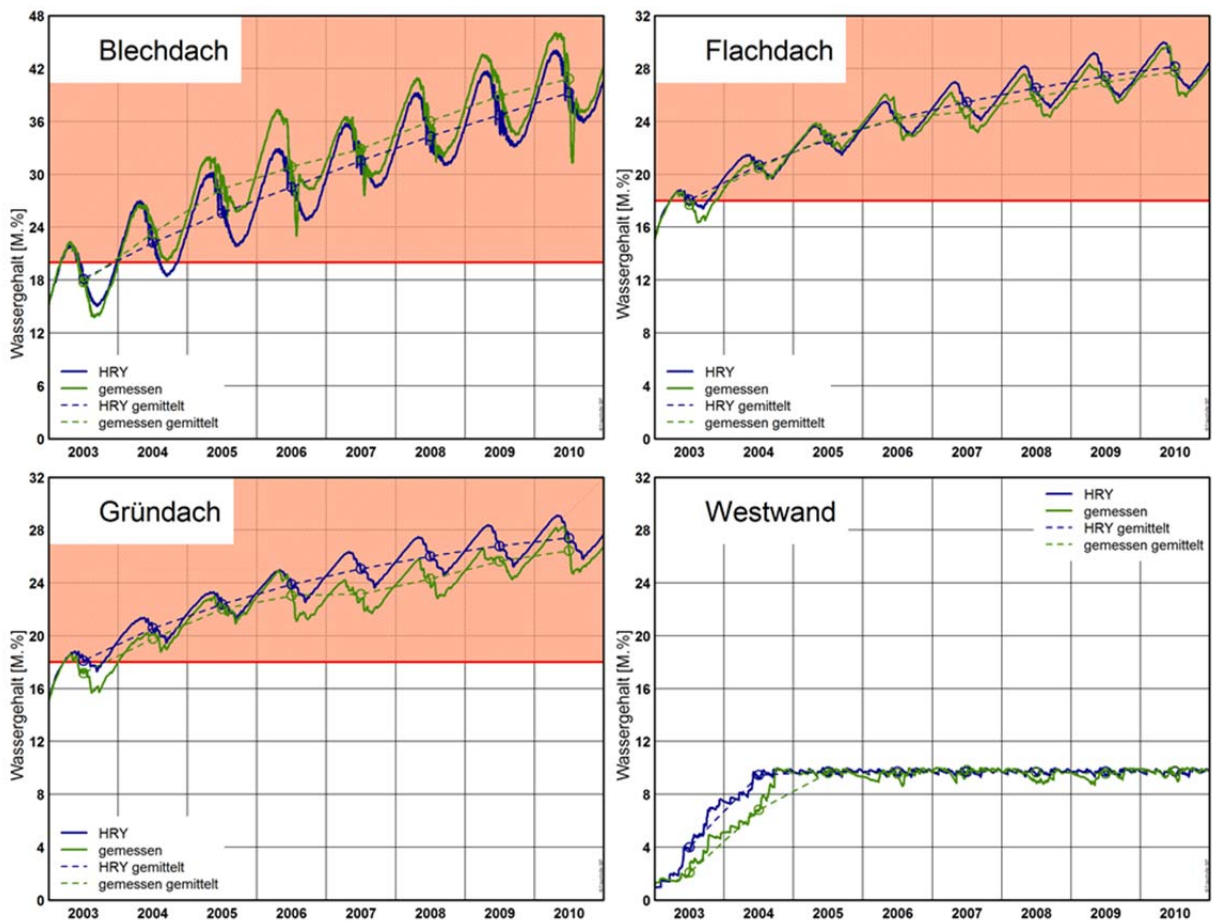 Blechdach
Wassergehalt [M.%]
48
42
36
30
24
18
12
6
0
HRY
gemessen
HRY gemittelt
gemessen gemittelt
2003 2004 2005 2006 2007 2008 2009 2010
Flachdach
Wassergehalt [M.%]
32
28
24
20
16
12
8
4
0
HRY
gemessen
HRY gemittelt
gemessen gemittelt
2003 2004 2005 2006 2007 2008 2009 2010
Gründach
Wassergehalt [M.%]
32
28
24
20
16
12
8
4
0
HRY
gemessen
HRY gemittelt
gemessen gemittelt
2003 2004 2005 2006 2007 2008 2009 2010
Westwand
Wassergehalt [M.%]
32
28
24
20
16
12
8
4
0
HRY
gemessen
HRY gemittelt
gemessen gemittelt
2003 2004 2005 2006 2007 2008 2009 2010